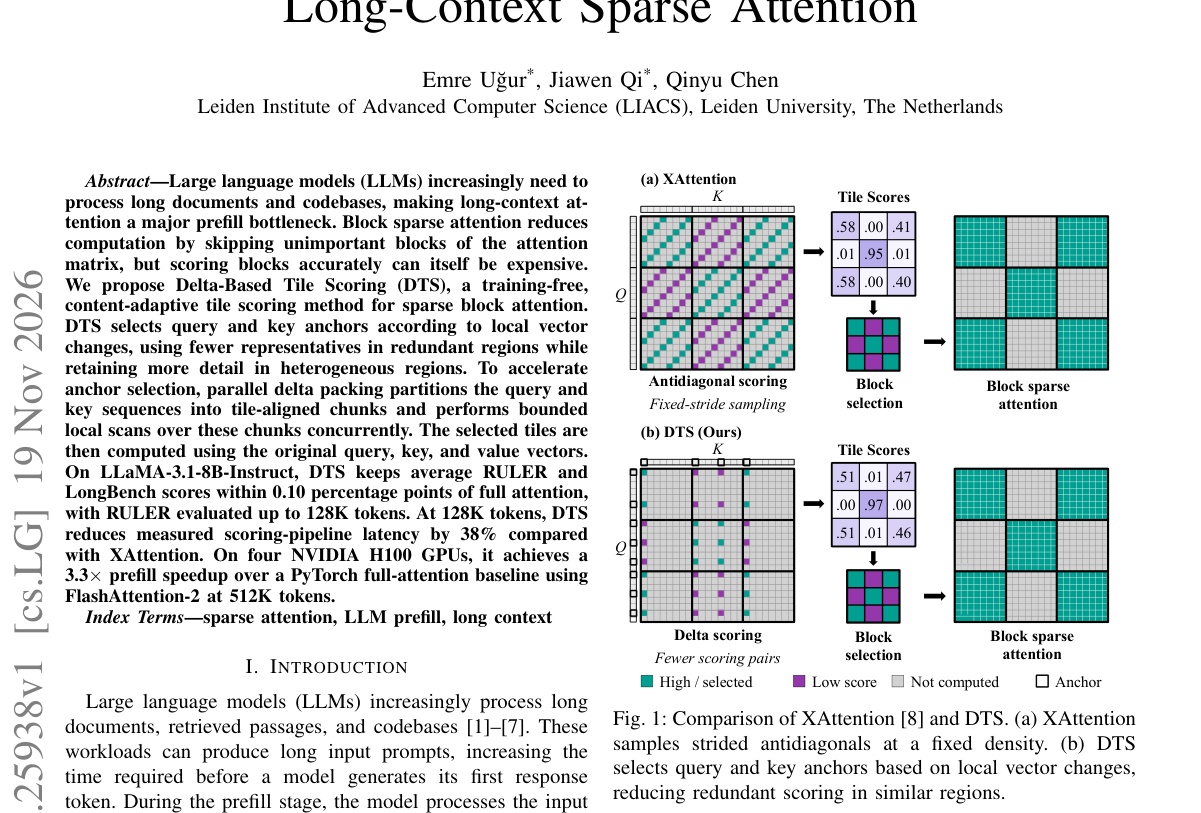 Long-Context Sparse Attention
Emre Uğur*, Jiawen Qi*, Qinyu Chen
Leiden Institute of Advanced Computer Science (LIACS), Leiden University, The Netherlands
.25938v1 [cs.LG] 19 Nov 2026
Abstract—Large language models (LLMs) increasingly need to
process long documents and codebases, making long-context at-
tention a major prefill bottleneck. Block sparse attention reduces
computation by skipping unimportant blocks of the attention
matrix, but scoring blocks accurately can itself be expensive.
We propose Delta-Based Tile Scoring (DTS), a training-free,
content-adaptive tile scoring method for sparse block attention.
DTS selects query and key anchors according to local vector
changes, using fewer representatives in redundant regions while
retaining more detail in heterogeneous regions. To accelerate
anchor selection, parallel delta packing partitions the query and
key sequences into tile-aligned chunks and performs bounded
local scans over these chunks concurrently. The selected tiles are
then computed using the original query, key, and value vectors.
On LLaMA-3.1-8B-Instruct, DTS keeps average RULER and
LongBench scores within 0.10 percentage points of full attention,
with RULER evaluated up to 128K tokens. At 128K tokens, DTS
reduces measured scoring-pipeline latency by 38% compared
with XAttention. On four NVIDIA H100 GPUs, it achieves a
3.3× prefill speedup over a PyTorch full-attention baseline using
FlashAttention-2 at 512K tokens.
Index Terms—sparse attention, LLM prefill, long context
I. INTRODUCTION
Large language models (LLMs) increasingly process long
documents, retrieved passages, and codebases [1]–[7]. These
workloads can produce long input prompts, increasing the
time required before a model generates its first response
token. During the prefill stage, the model processes the input
(a) XAttention
K
Q
Antidiagonal scoring
Fixed-stride sampling
Tile Scores
.58 .00 .41
.01 .95 .01
.58 .00 .40
Block
selection
Block sparse
attention
(b) DTS (Ours)
K
Q
Delta scoring
Fewer scoring pairs
Tile Scores
.51 .01 .47
.00 .97 .00
.51 .01 .46
Block
selection
Block sparse
attention
High / selected
Low score
Not computed
Anchor
Fig. 1: Comparison of XAttention [8] and DTS. (a) XAttention
samples strided antidiagonals at a fixed density. (b) DTS
selects query and key anchors based on local vector changes,
reducing redundant scoring in similar regions.